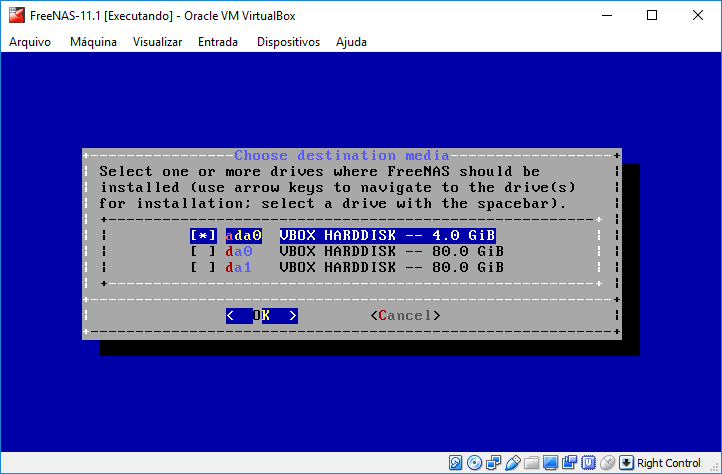 FreeNAS-11.1 [Executando] - Oracle VM VirtualBox
Arquivo Máquina Visualizar Entrada Dispositivos Ajuda
Choose destination media
Select one or more drives where FreeNAS should be
installed (use arrow keys to navigate to the drive(s)
for installation; select a drive with the spacebar).
[*] ada0 VBOX HARDDISK -- 4.0 GiB
[ ] da0 VBOX HARDDISK -- 80.0 GiB
[ ] da1 VBOX HARDDISK -- 80.0 GiB
< OK > <Cancel>
Right Control